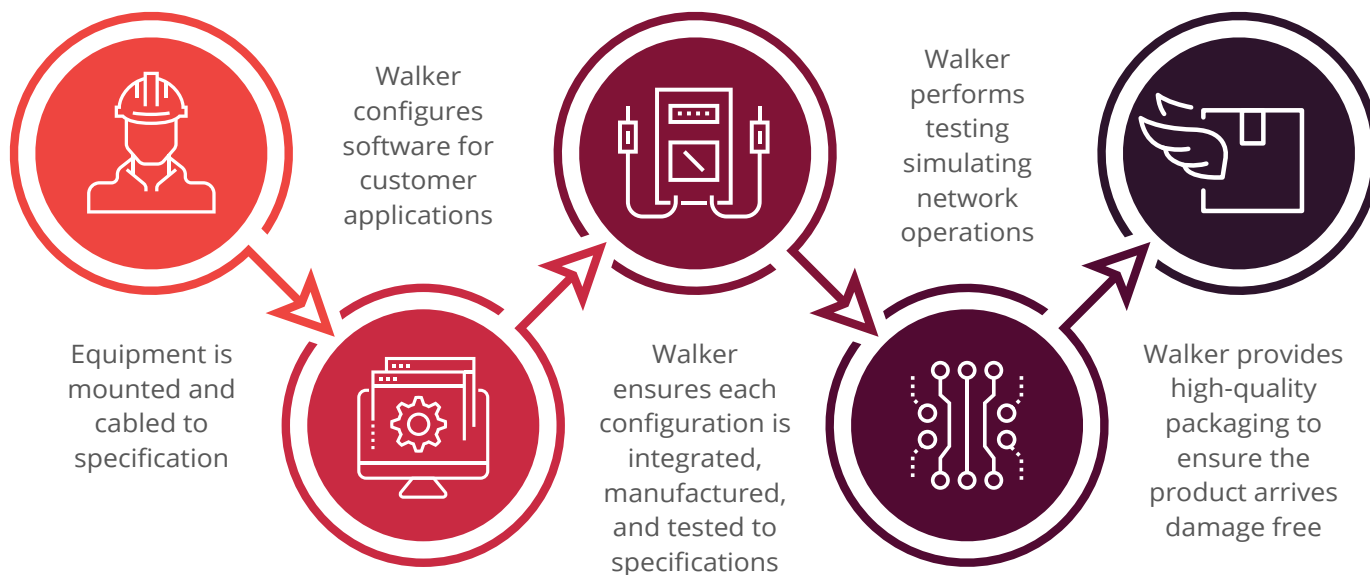 Equipment is
mounted and
cabled to
specification
Walker
configures
software for
customer
applications
Walker
ensures each
configuration is
integrated,
manufactured,
and tested to
specifications
Walker
performs
testing
simulating
network
operations
Walker provides
high-quality
packaging to
ensure the
product arrives
damage free